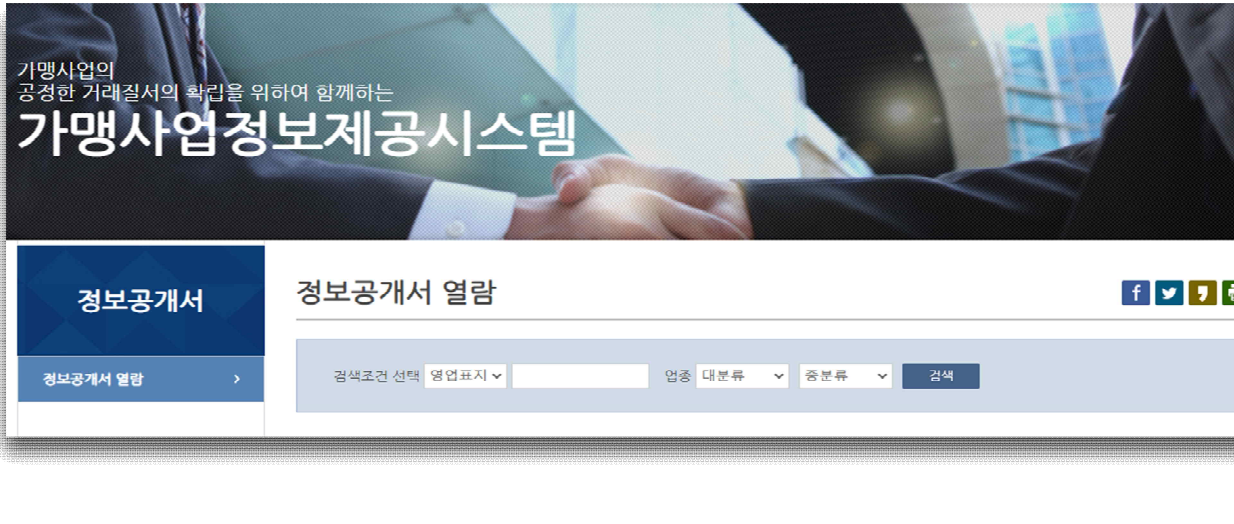 가맹사업의
공정한 거래질서의 확립을 위하여 함께하는
가맹사업정보제공시스템
정보공개서
정보공개서 열람
정보공개서 열람
검색조건 선택 영업표지 업종 대분류 중분류 검색